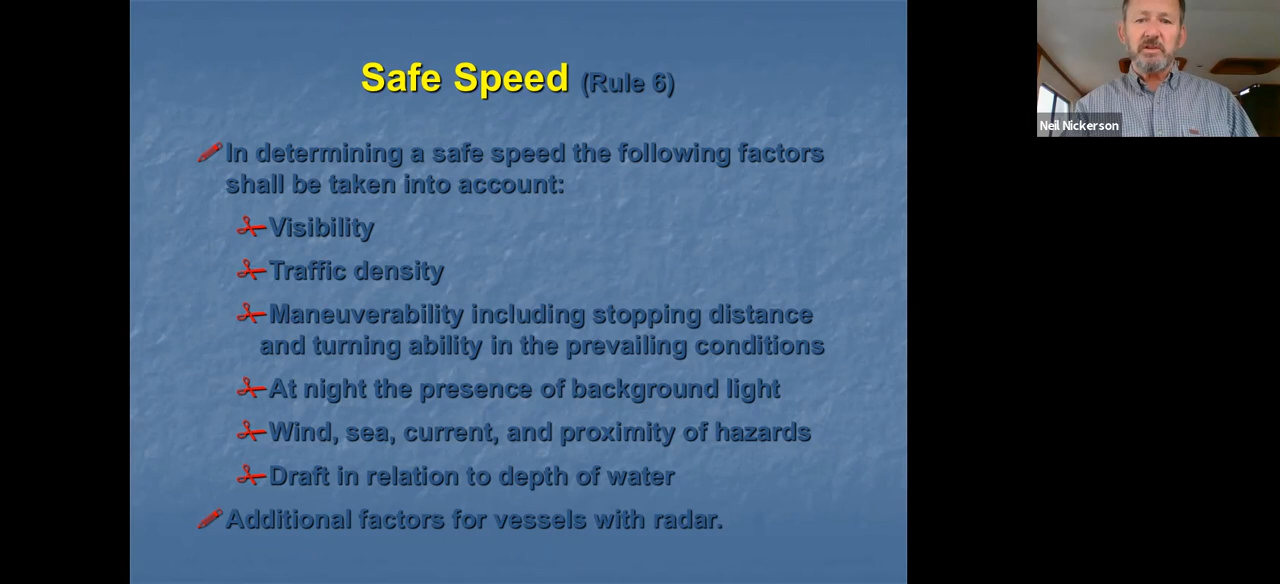 Safe Speed (Rule 6)
In determining a safe speed the following factors
shall be taken into account:
Visibility
Traffic density
Maneuverability including stopping distance
and turning ability in the prevailing conditions
At night the presence of background light
Wind, sea, current, and proximity of hazards
Draft in relation to depth of water
Additional factors for vessels with radar.
Neil Nickerson